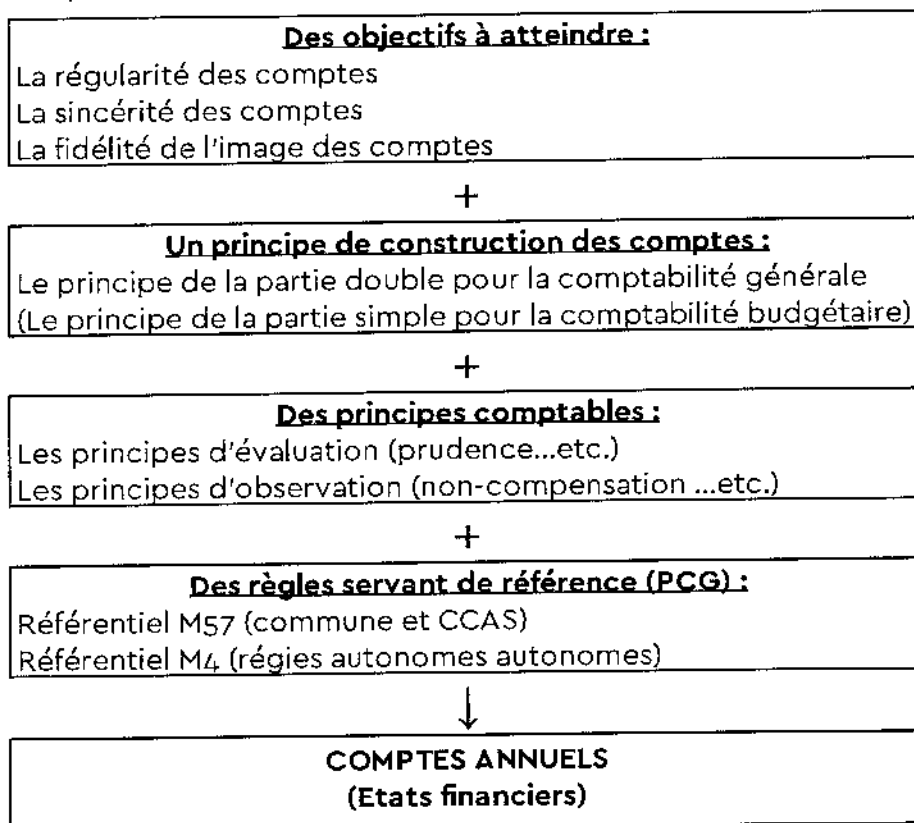 Des objectifs à atteindre :
La régularité des comptes
La sincérité des comptes
La fidélité de l'image des comptes
+
Un principe de construction des comptes :
Le principe de la partie double pour la comptabilité générale
(Le principe de la partie simple pour la comptabilité budgétaire)
+
Des principes comptables :
Les principes d'évaluation (prudence...etc.)
Les principes d'observation (non-compensation ...etc.)
+
Des règles servant de référence (PCG) :
Référentiel M57 (commune et CCAS)
Référentiel M4 (régies autonomes autonomes)
↓
COMPTES ANNUELS
(Etats financiers)